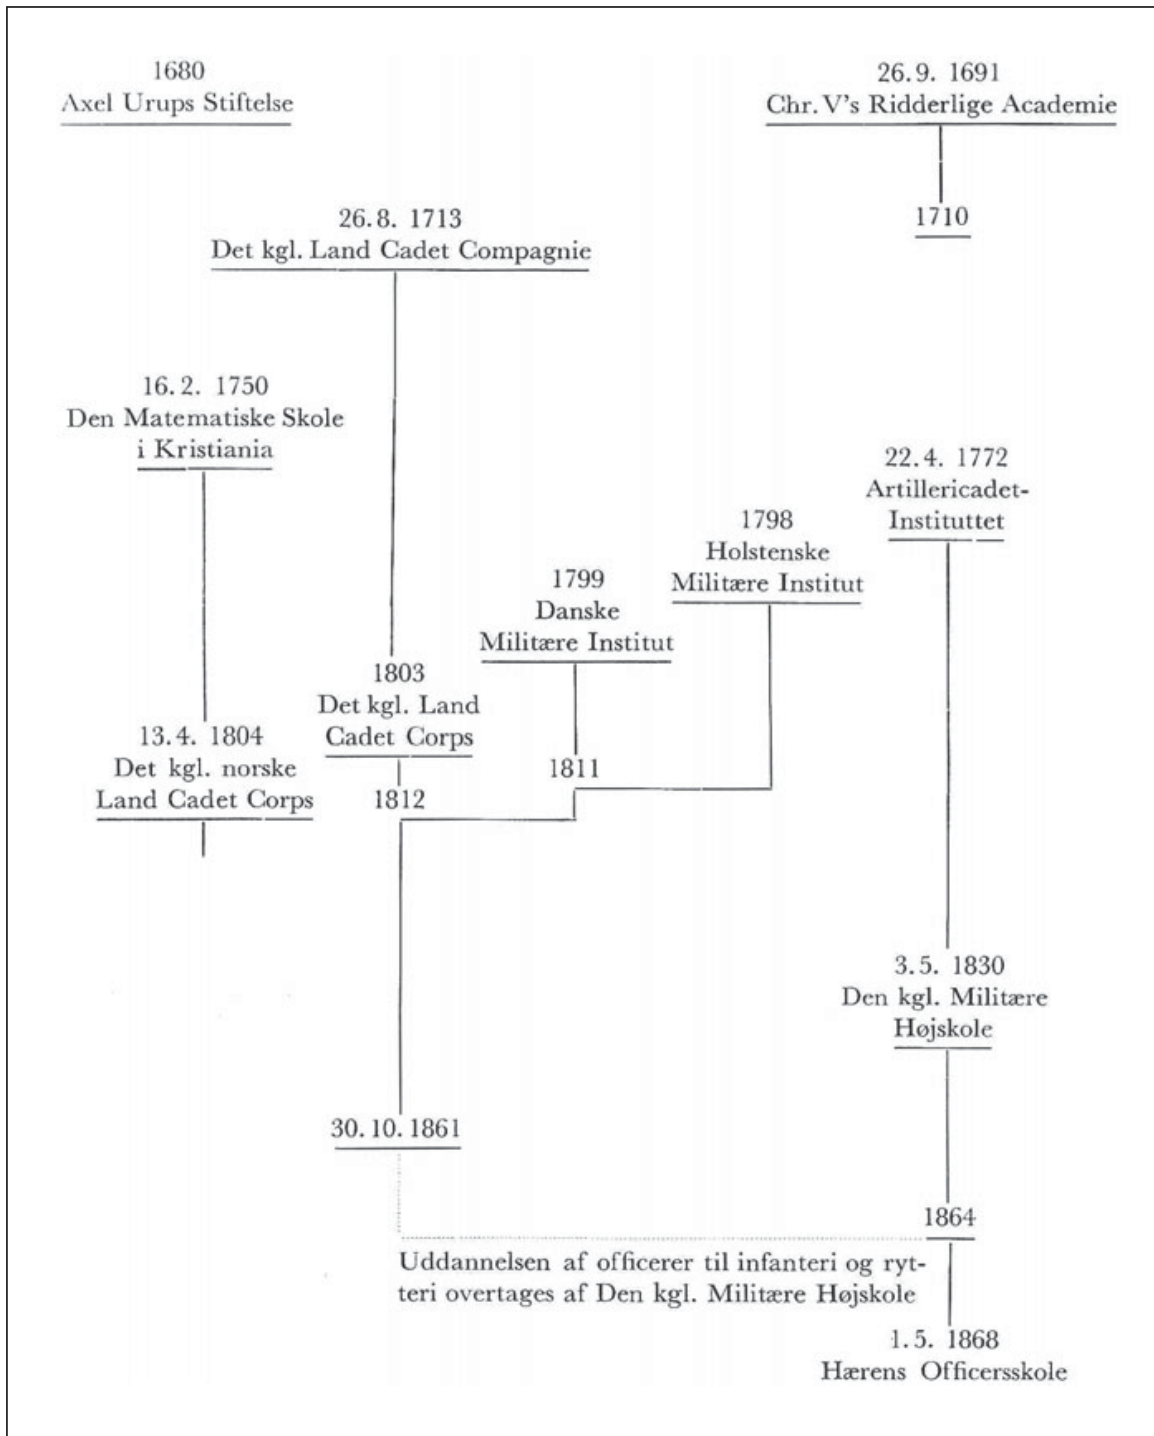 1680
Axel Urups Stiftelse
26.9. 1691
Chr. V's Ridderlige Academie
1710
26.8. 1713
Det kgl. Land Cadet Compagnie
16.2. 1750
Den Matematiske Skole
i Kristiania
22.4. 1772
Artillericadet-
Instituttet
1798
Holstenske
Militære Institut
1799
Danske
Militære Institut
1803
Det kgl. Land
Cadet Corps
13.4. 1804
Det kgl. norske
Land Cadet Corps
1811
1812
3.5. 1830
Den kgl. Militære
Højskole
30.10.1861
1864
Uddannelsen af officerer til infanteri og ryt-
teri overtages af Den kgl. Militære Højskole
1.5. 1868
Hærens Officersskole